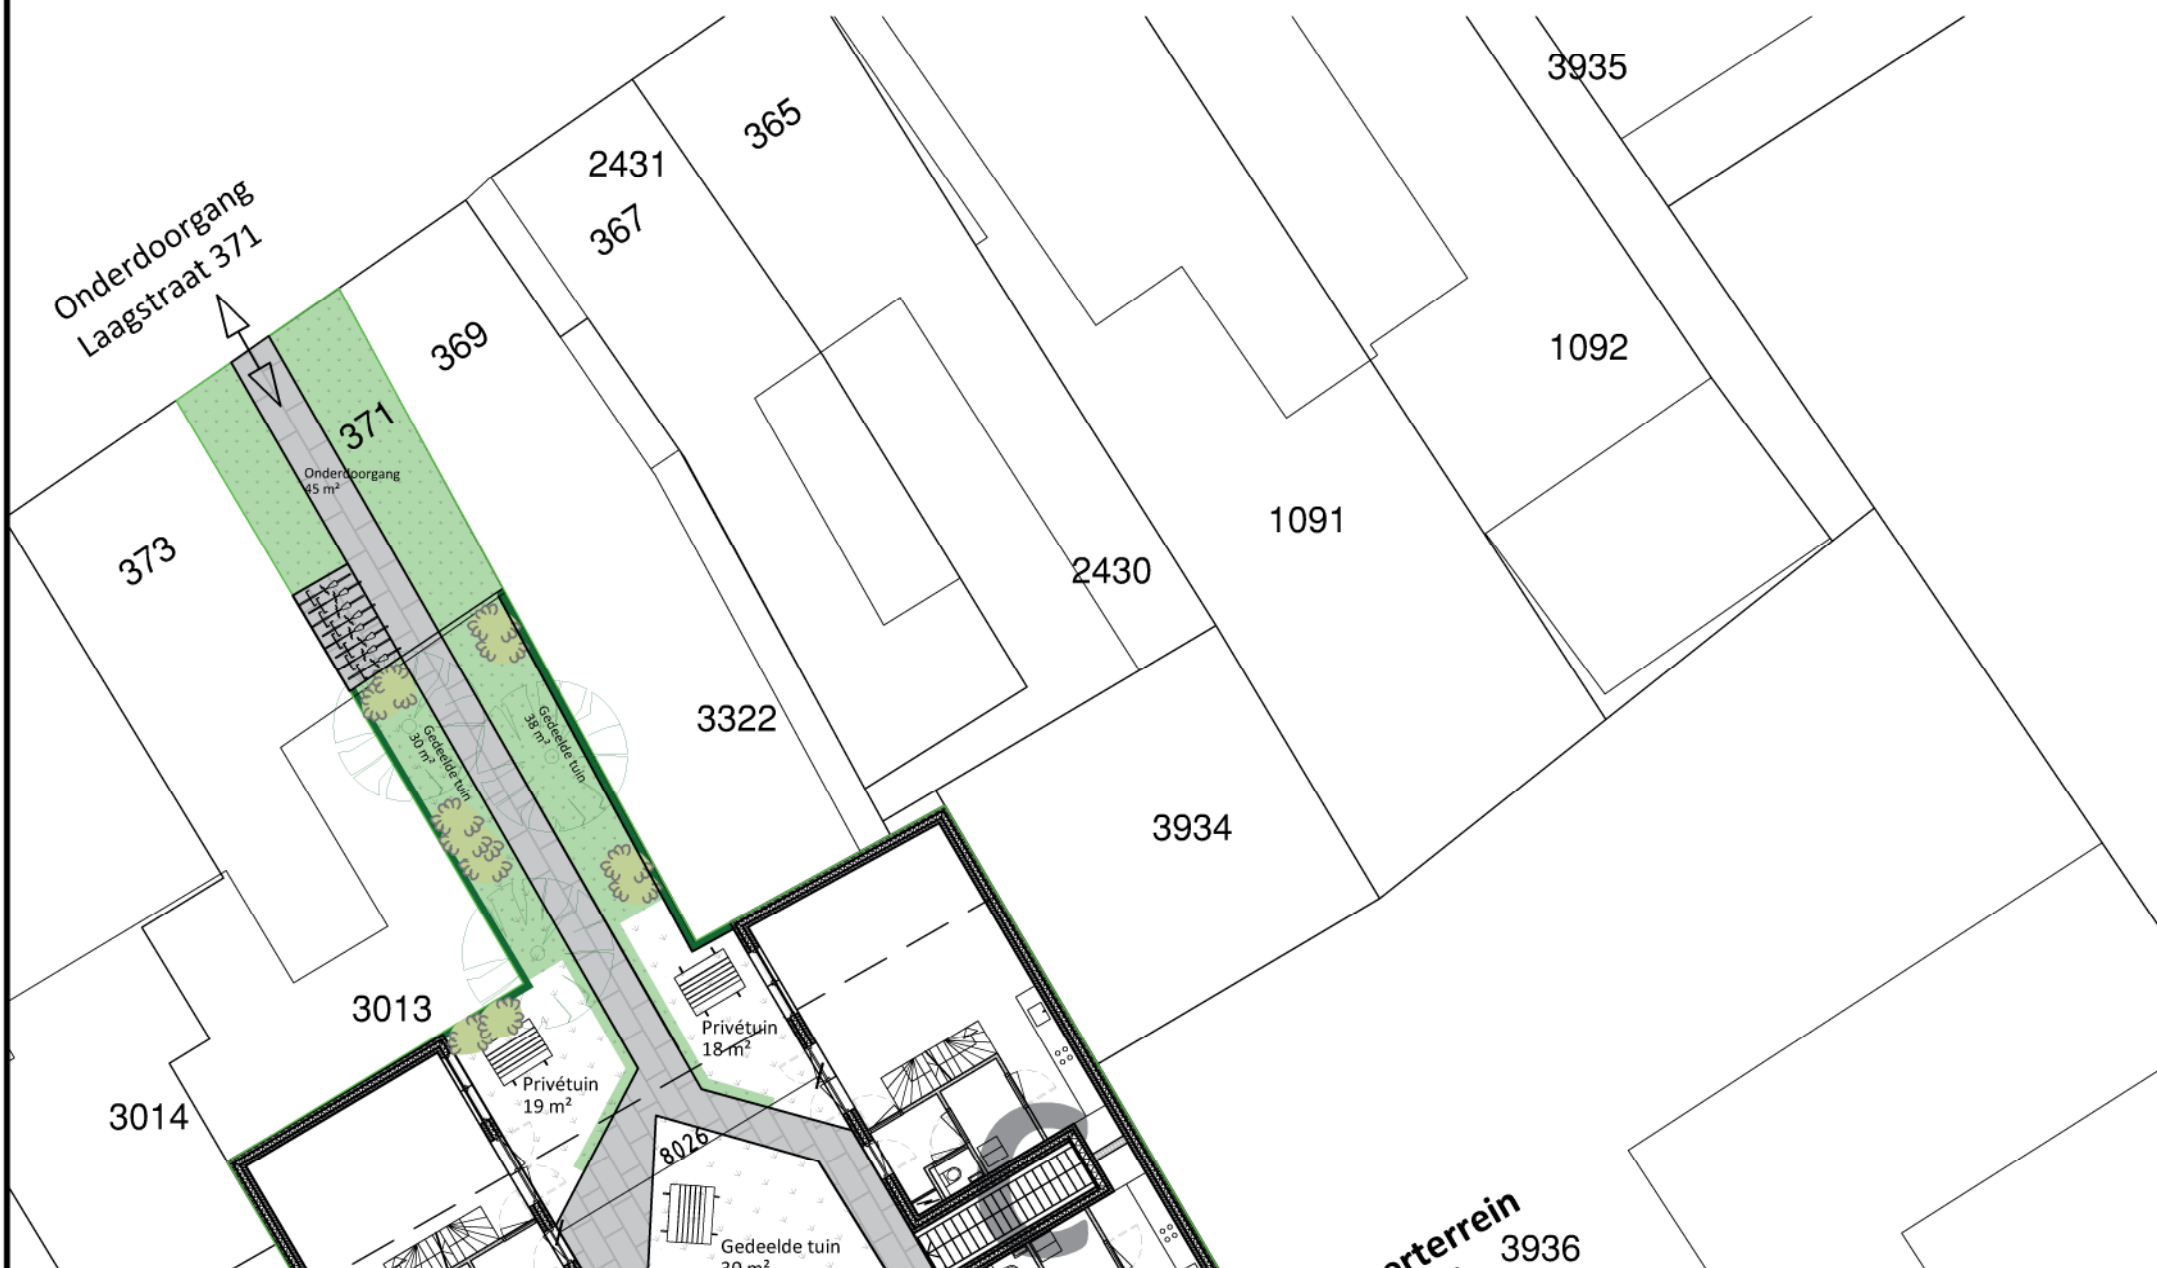 3935
365
2431
367
Onderdoorgang
Laagstraat 371
369
1092
371
Onderdoorgang
45 m²
373
1091
2430
3322
Gedeelde tuin
38 m²
Gedeelde tuin
30 m²
3934
3013
Privétuin
18 m²
Privétuin
19 m²
3014
8026
Gedeelde tuin
erterrein
3936